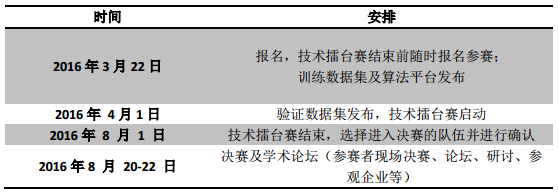 时间 安排
报名，技术擂台赛结束前随时报名参赛；
2016 年 3 月 22 日
训练数据集及算法平台发布
2016 年 4 月 1 日 验证数据集发布，技术擂台赛启动
2016 年 8 月 1 日 技术擂台赛结束，选择进入决赛的队伍并进行确认
2016 年 8 月 20-22 日 决赛及学术论坛（参赛者现场决赛、论坛、研讨、参
观企业等）